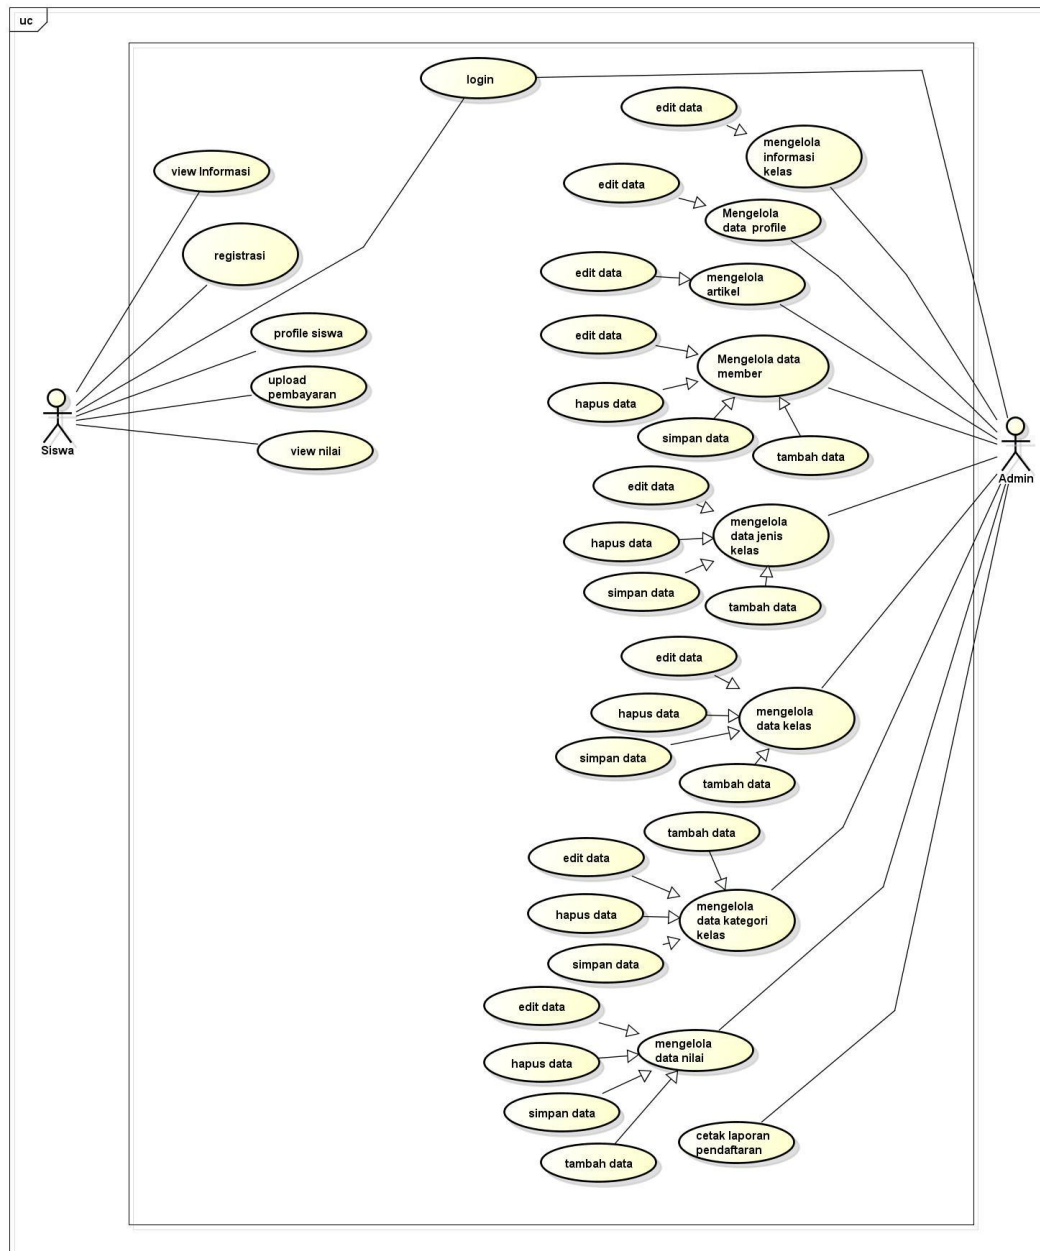 uc
login
edit data
mengelola
informasi
kelas
view Informasi
edit data
Mengelola
data profile
registrasi
edit data
mengelola
artikel
profile siswa
edit data
Mengelola data
member
upload
pembayaran
hapus data
simpan data
tambah data
view nilai
Siswa
Admin
edit data
mengelola
data jenis
kelas
hapus data
simpan data
tambah data
edit data
hapus data
mengelola
data kelas
simpan data
tambah data
tambah data
edit data
hapus data
mengelola
data kategori
kelas
simpan data
edit data
mengelola
data nilai
hapus data
simpan data
tambah data
cetak laporan
pendaftaran